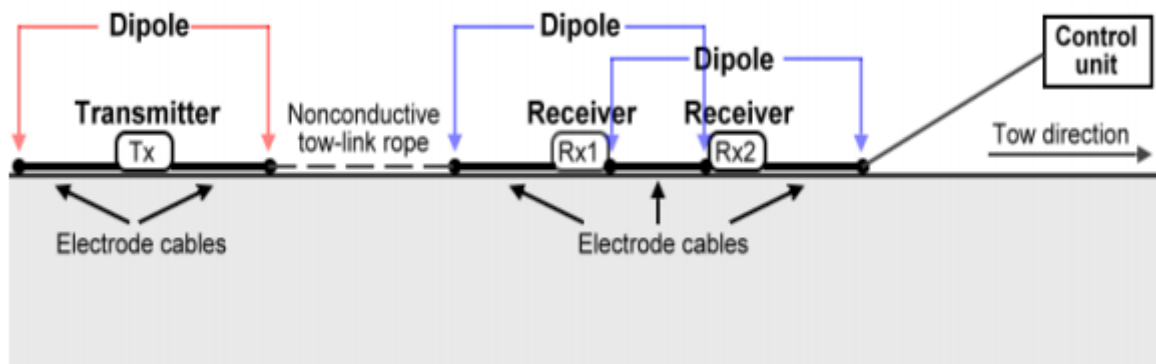 Dipole
Dipole
Dipole
Control
unit
Transmitter
Nonconductive
tow-link rope
Receiver
Receiver
Tx
Rx1
Rx2
Tow direction
Electrode cables
Electrode cables